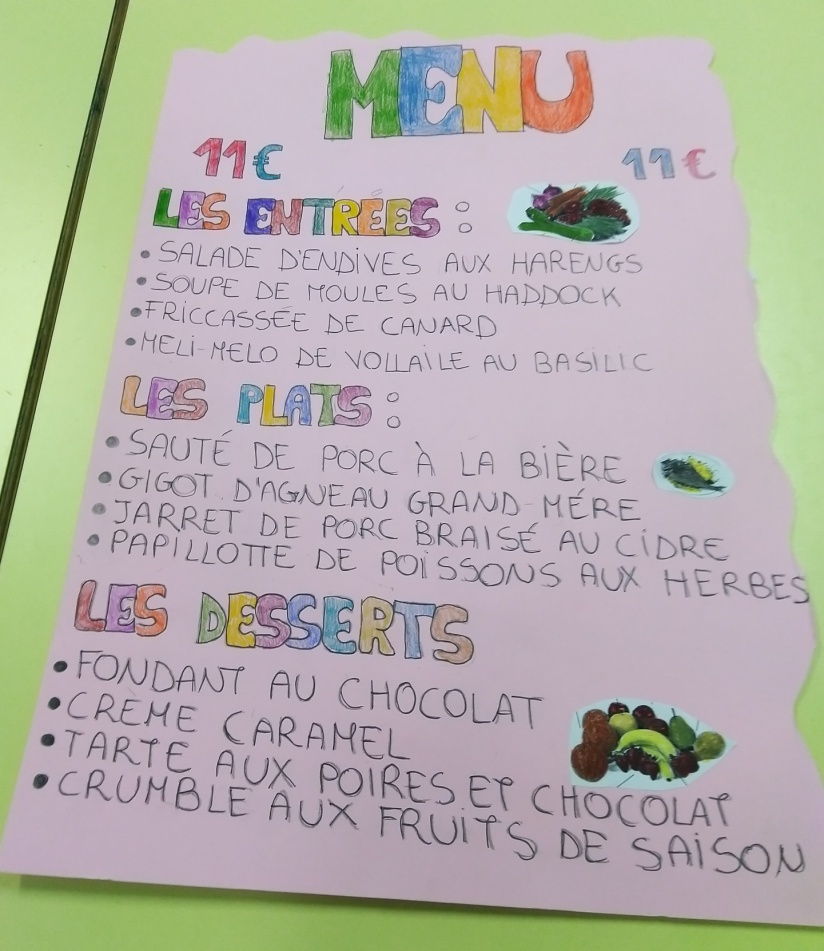 MENU
11€ 11€
LES ENTRÉES :
• SALADE D'ENDIVES AUX HARENGS
• SOUPE DE MOULES AU HADDOCK
• FRICCASSÉE DE CANARD
• MELI-MELO DE VOLLAILE AU BASILIC
LES PLATS :
• SAUTÉ DE PORC À LA BIÈRE
• GIGOT D'AGNEAU GRAND-MÉRE
• JARRET DE PORC BRAISÉ AU CIDRE
• PAPILLOTTE DE POISSONS AUX HERBES
LES DESSERTS
• FONDANT AU CHOCOLAT
• CREME CARAMEL
• TARTE AUX POIRES ET CHOCOLAT
• CRUMBLE AUX FRUITS DE SAISON